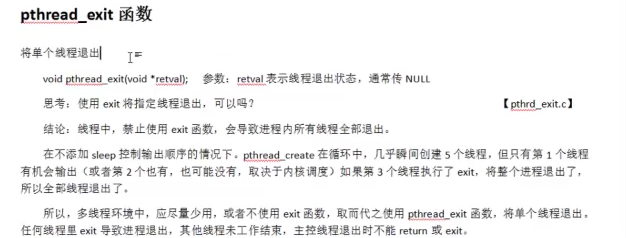 pthread_exit 函数
将单个线程退出
void pthread_exit(void *retval); 参数：retval 表示线程退出状态，通常传 NULL
思考：使用 exit 将指定线程退出，可以吗？ 【pthrd_exit.c】
结论：线程中，禁止使用 exit 函数，会导致进程内所有线程全部退出。
在不添加 sleep 控制输出顺序的情况下。pthread_create 在循环中，几乎瞬间创建 5 个线程，但只有第 1 个线程
有机会输出（或者第 2 个也有，也可能没有，取决于内核调度）如果第 3 个线程执行了 exit，将整个进程退出了，
所以全部线程退出了。
所以，多线程环境中，应尽量少用，或者不使用 exit 函数，取而代之使用 pthread_exit 函数，将单个线程退出。
任何线程里 exit 导致进程退出，其他线程未工作结束，主控线程退出时不能 return 或 exit。